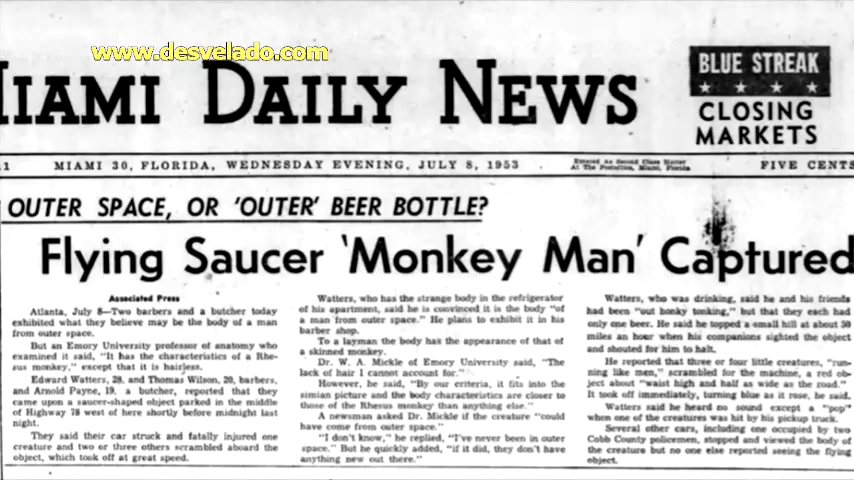 www.desvelado.com
MIAMI DAILY NEWS
BLUE STREAK
CLOSING
MARKETS
MIAMI 30, FLORIDA, WEDNESDAY EVENING, JULY 8, 1953
Entered As Second Class Matter
At The Postoffice, Miami, Florida
FIVE CENTS
OUTER SPACE, OR 'OUTER' BEER BOTTLE?
Flying Saucer 'Monkey Man' Captured
Associated Press
Atlanta, July 8—Two barbers and a butcher today
exhibited what they believe may be the body of a man
from outer space.
But an Emory University professor of anatomy who
examined it said, "It has the characteristics of a Rhe-
sus monkey," except that it is hairless.
Edward Watters, 28, and Thomas Wilson, 20, barbers,
and Arnold Payne, 19, a butcher, reported that they
came upon a saucer-shaped object parked in the middle
of Highway 78 west of here shortly before midnight last
night.
They said their car struck and fatally injured one
creature and two or three others scrambled aboard the
object, which took off at great speed.
Watters, who has the strange body in the refrigerator
of his apartment, said he is convinced it is the body "of
a man from outer space." He plans to exhibit it in his
barber shop.
To a layman the body has the appearance of that of
a skinned monkey.
Dr. W. A. Mickle of Emory University said, "The
lack of hair I cannot account for."
However, he said, "By our criteria, it fits into the
simian picture and the body characteristics are closer to
those of the Rhesus monkey than anything else."
A newsman asked Dr. Mickle if the creature "could
have come from outer space."
"I don't know," he replied, "I've never been in outer
space." But he quickly added, "if it did, they don't have
anything new out there."
Watters, who was drinking, said he and his friends
had been "out honky tonking," but that they each had
only one beer. He said he topped a small hill at about 50
miles an hour when his companions sighted the object
and shouted for him to halt.
He reported that three or four little creatures, "run-
ning like men," scrambled for the machine, a red ob-
ject about "waist high and half as wide as the road."
It took off immediately, turning blue as it rose, he said.
Watters said he heard no sound except a "pop"
when one of the creatures was hit by his pickup truck.
Several other cars, including one occupied by two
Cobb County policemen, stopped and viewed the body of
the creature but no one else reported seeing the flying
object.